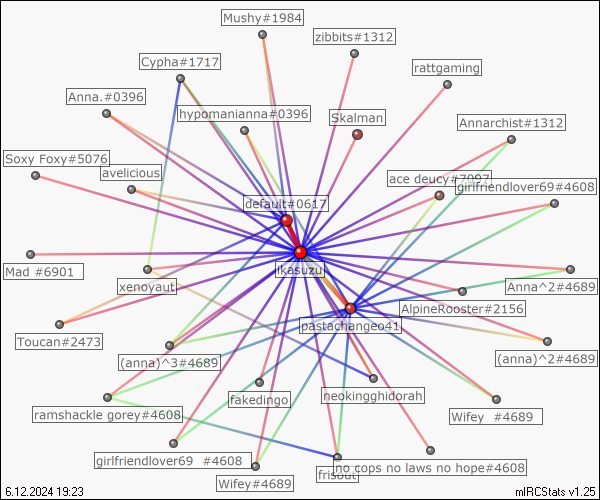 Mushy#1984
zibbits#1312
Cypha#1717
rattgaming
Anna.#0396
hypomanianna#0396
Skalman
Annarchist#1312
Soxy Foxy#5076
avelicious
ace deucy#7097
girlfriendlover69#4608
default#0617
ikasuzui
Mad #6901
xenoyaut
Anna^2#4689
AlpineRooster#2156
pastachangeo41
Toucan#2473
(anna)^3#4689
(anna)^2#4689
fakedingo
neokingghidorah
ramshackle gorey#4608
Wifey #4689
girlfriendlover69 #4608
no cops no laws no hope#4608
frisout
Wifey#4689
6.12.2024 19:23
mIRCStats v1.25